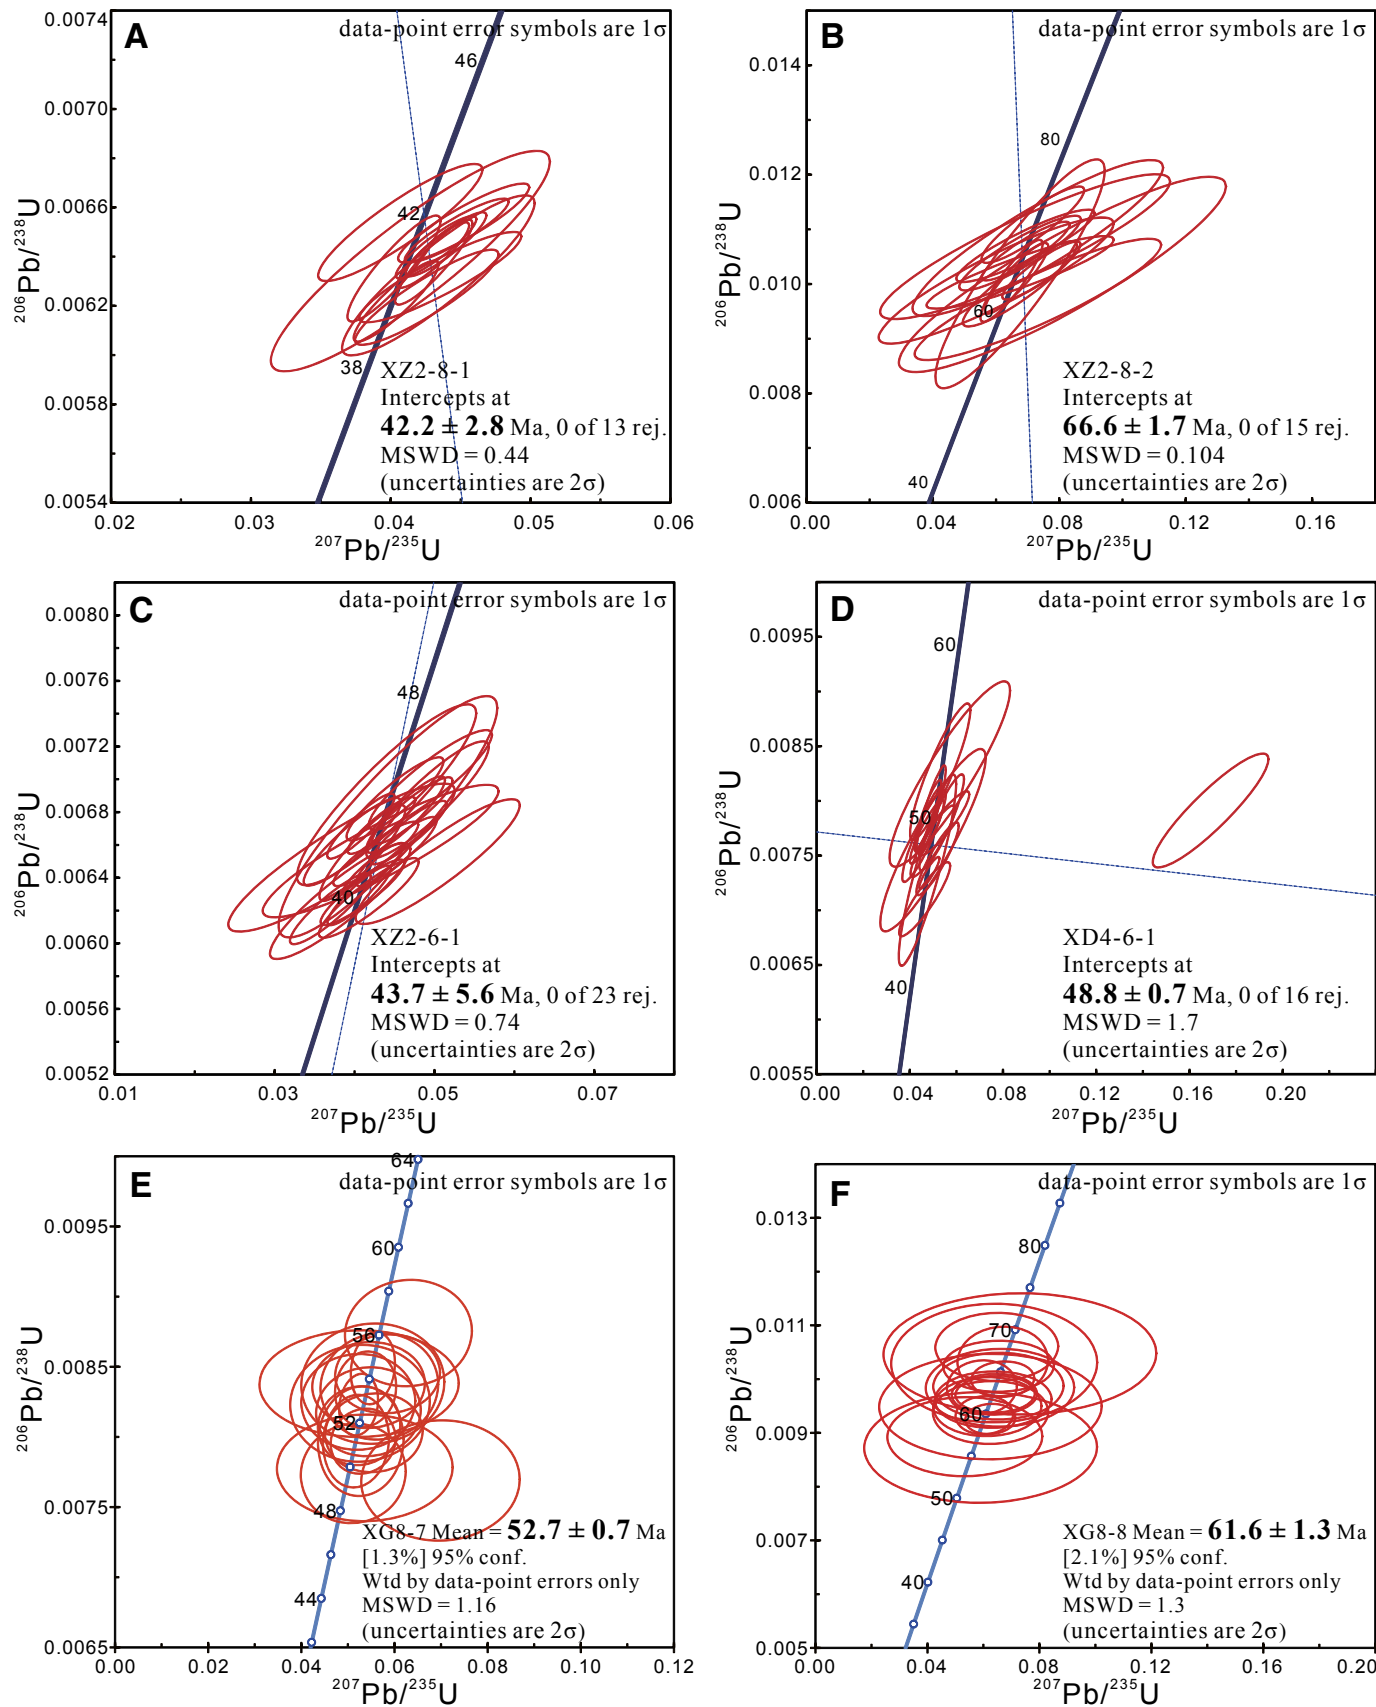 A
data-point error symbols are 1σ
0.0074
0.0070
0.0066
0.0062
0.0058
0.0054
²⁰⁶Pb/²³⁸U
46
42
38
XZ2-8-1
Intercepts at
42.2 ± 2.8 Ma, 0 of 13 rej.
MSWD = 0.44
(uncertainties are 2σ)
0.02 0.03 0.04 0.05 0.06
²⁰⁷Pb/²³⁵U
B
data-point error symbols are 1σ
0.014
0.012
0.010
0.008
0.006
²⁰⁶Pb/²³⁸U
80
60
40
XZ2-8-2
Intercepts at
66.6 ± 1.7 Ma, 0 of 15 rej.
MSWD = 0.104
(uncertainties are 2σ)
0.00 0.04 0.08 0.12 0.16
²⁰⁷Pb/²³⁵U
C
data-point error symbols are 1σ
0.0080
0.0076
0.0072
0.0068
0.0064
0.0060
0.0056
0.0052
²⁰⁶Pb/²³⁸U
48
40
XZ2-6-1
Intercepts at
43.7 ± 5.6 Ma, 0 of 23 rej.
MSWD = 0.74
(uncertainties are 2σ)
0.01 0.03 0.05 0.07
²⁰⁷Pb/²³⁵U
D
data-point error symbols are 1σ
0.0095
0.0085
0.0075
0.0065
0.0055
²⁰⁶Pb/²³⁸U
60
50
40
XD4-6-1
Intercepts at
48.8 ± 0.7 Ma, 0 of 16 rej.
MSWD = 1.7
(uncertainties are 2σ)
0.00 0.04 0.08 0.12 0.16 0.20
²⁰⁷Pb/²³⁵U
E
data-point error symbols are 1σ
0.0095
0.0085
0.0075
0.0065
²⁰⁶Pb/²³⁸U
64
60
56
52
48
44
XG8-7 Mean = 52.7 ± 0.7 Ma
[1.3%] 95% conf.
Wtd by data-point errors only
MSWD = 1.16
(uncertainties are 2σ)
0.00 0.02 0.04 0.06 0.08 0.10 0.12
²⁰⁷Pb/²³⁵U
F
data-point error symbols are 1σ
0.013
0.011
0.009
0.007
0.005
²⁰⁶Pb/²³⁸U
80
70
60
50
40
XG8-8 Mean = 61.6 ± 1.3 Ma
[2.1%] 95% conf.
Wtd by data-point errors only
MSWD = 1.3
(uncertainties are 2σ)
0.00 0.04 0.08 0.12 0.16 0.20
²⁰⁷Pb/²³⁵U